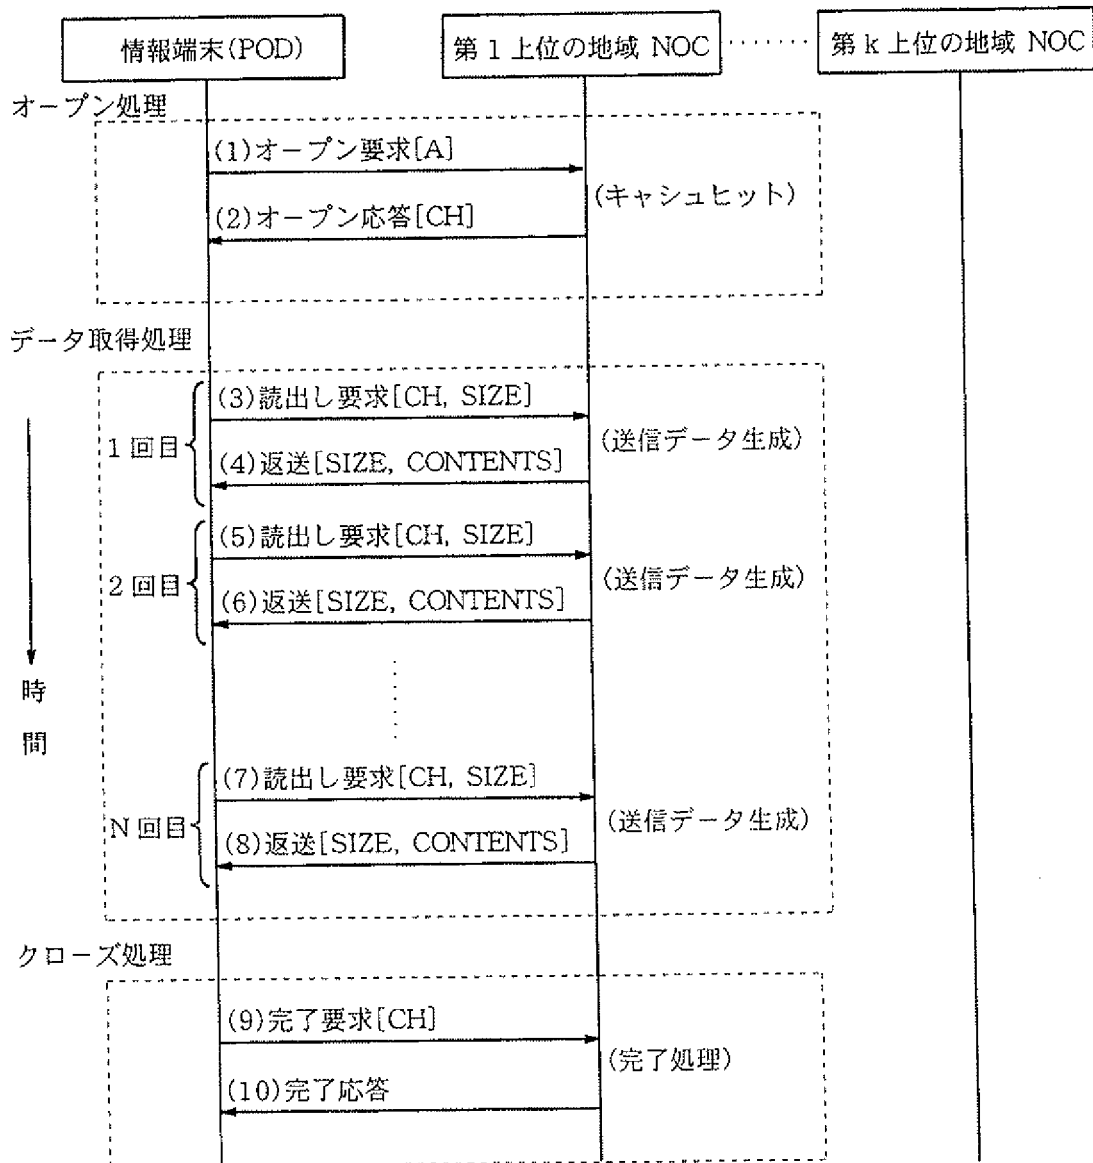 情報端末(POD)
第1上位の地域 NOC
第k上位の地域 NOC
オープン処理
(1)オープン要求[A]
(キャシュヒット)
(2)オープン応答[CH]
データ取得処理
(3)読出し要求[CH, SIZE]
1回目
(送信データ生成)
(4)返送[SIZE, CONTENTS]
(5)読出し要求[CH, SIZE]
2回目
(送信データ生成)
(6)返送[SIZE, CONTENTS]
時
間
(7)読出し要求[CH, SIZE]
N回目
(送信データ生成)
(8)返送[SIZE, CONTENTS]
クローズ処理
(9)完了要求[CH]
(完了処理)
(10)完了応答